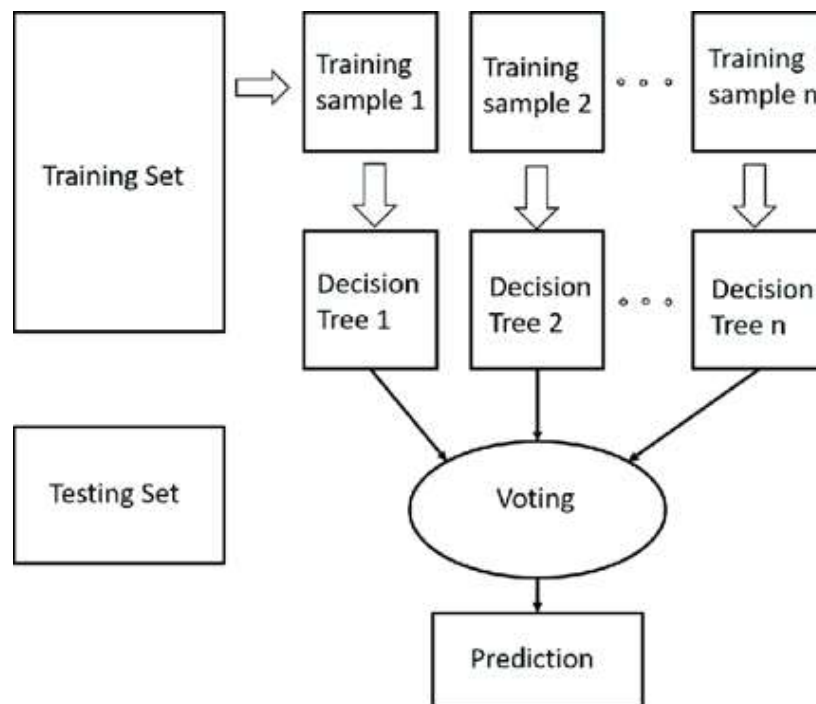 Training Set
Training
sample 1
Training
sample 2
Training
sample n
Decision
Tree 1
Decision
Tree 2
Decision
Tree n
Testing Set
Voting
Prediction